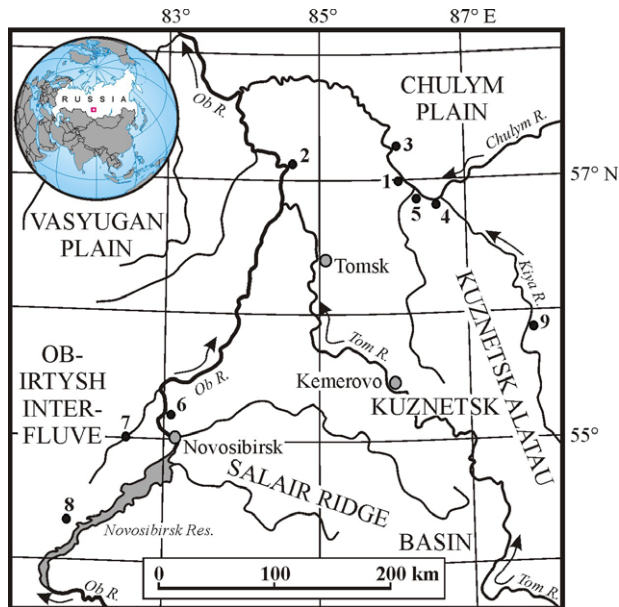 83°
85°
87° E
RUSSIA
Ob R.
CHULYM
PLAIN
Chulym R.
3
2
1
57° N
5
4
VASYUGAN
PLAIN
Tomsk
Kiya R.
KUZNETSK ALATAU
9
Tom R.
OB-
IRTYSH
INTER-
FLUVE
Ob R.
Kemerovo
KUZNETSK
6
7
55°
Novosibirsk
SALAIR RIDGE
8
Novosibirsk Res.
BASIN
0 100 200 km
Ob R.
Tom R.